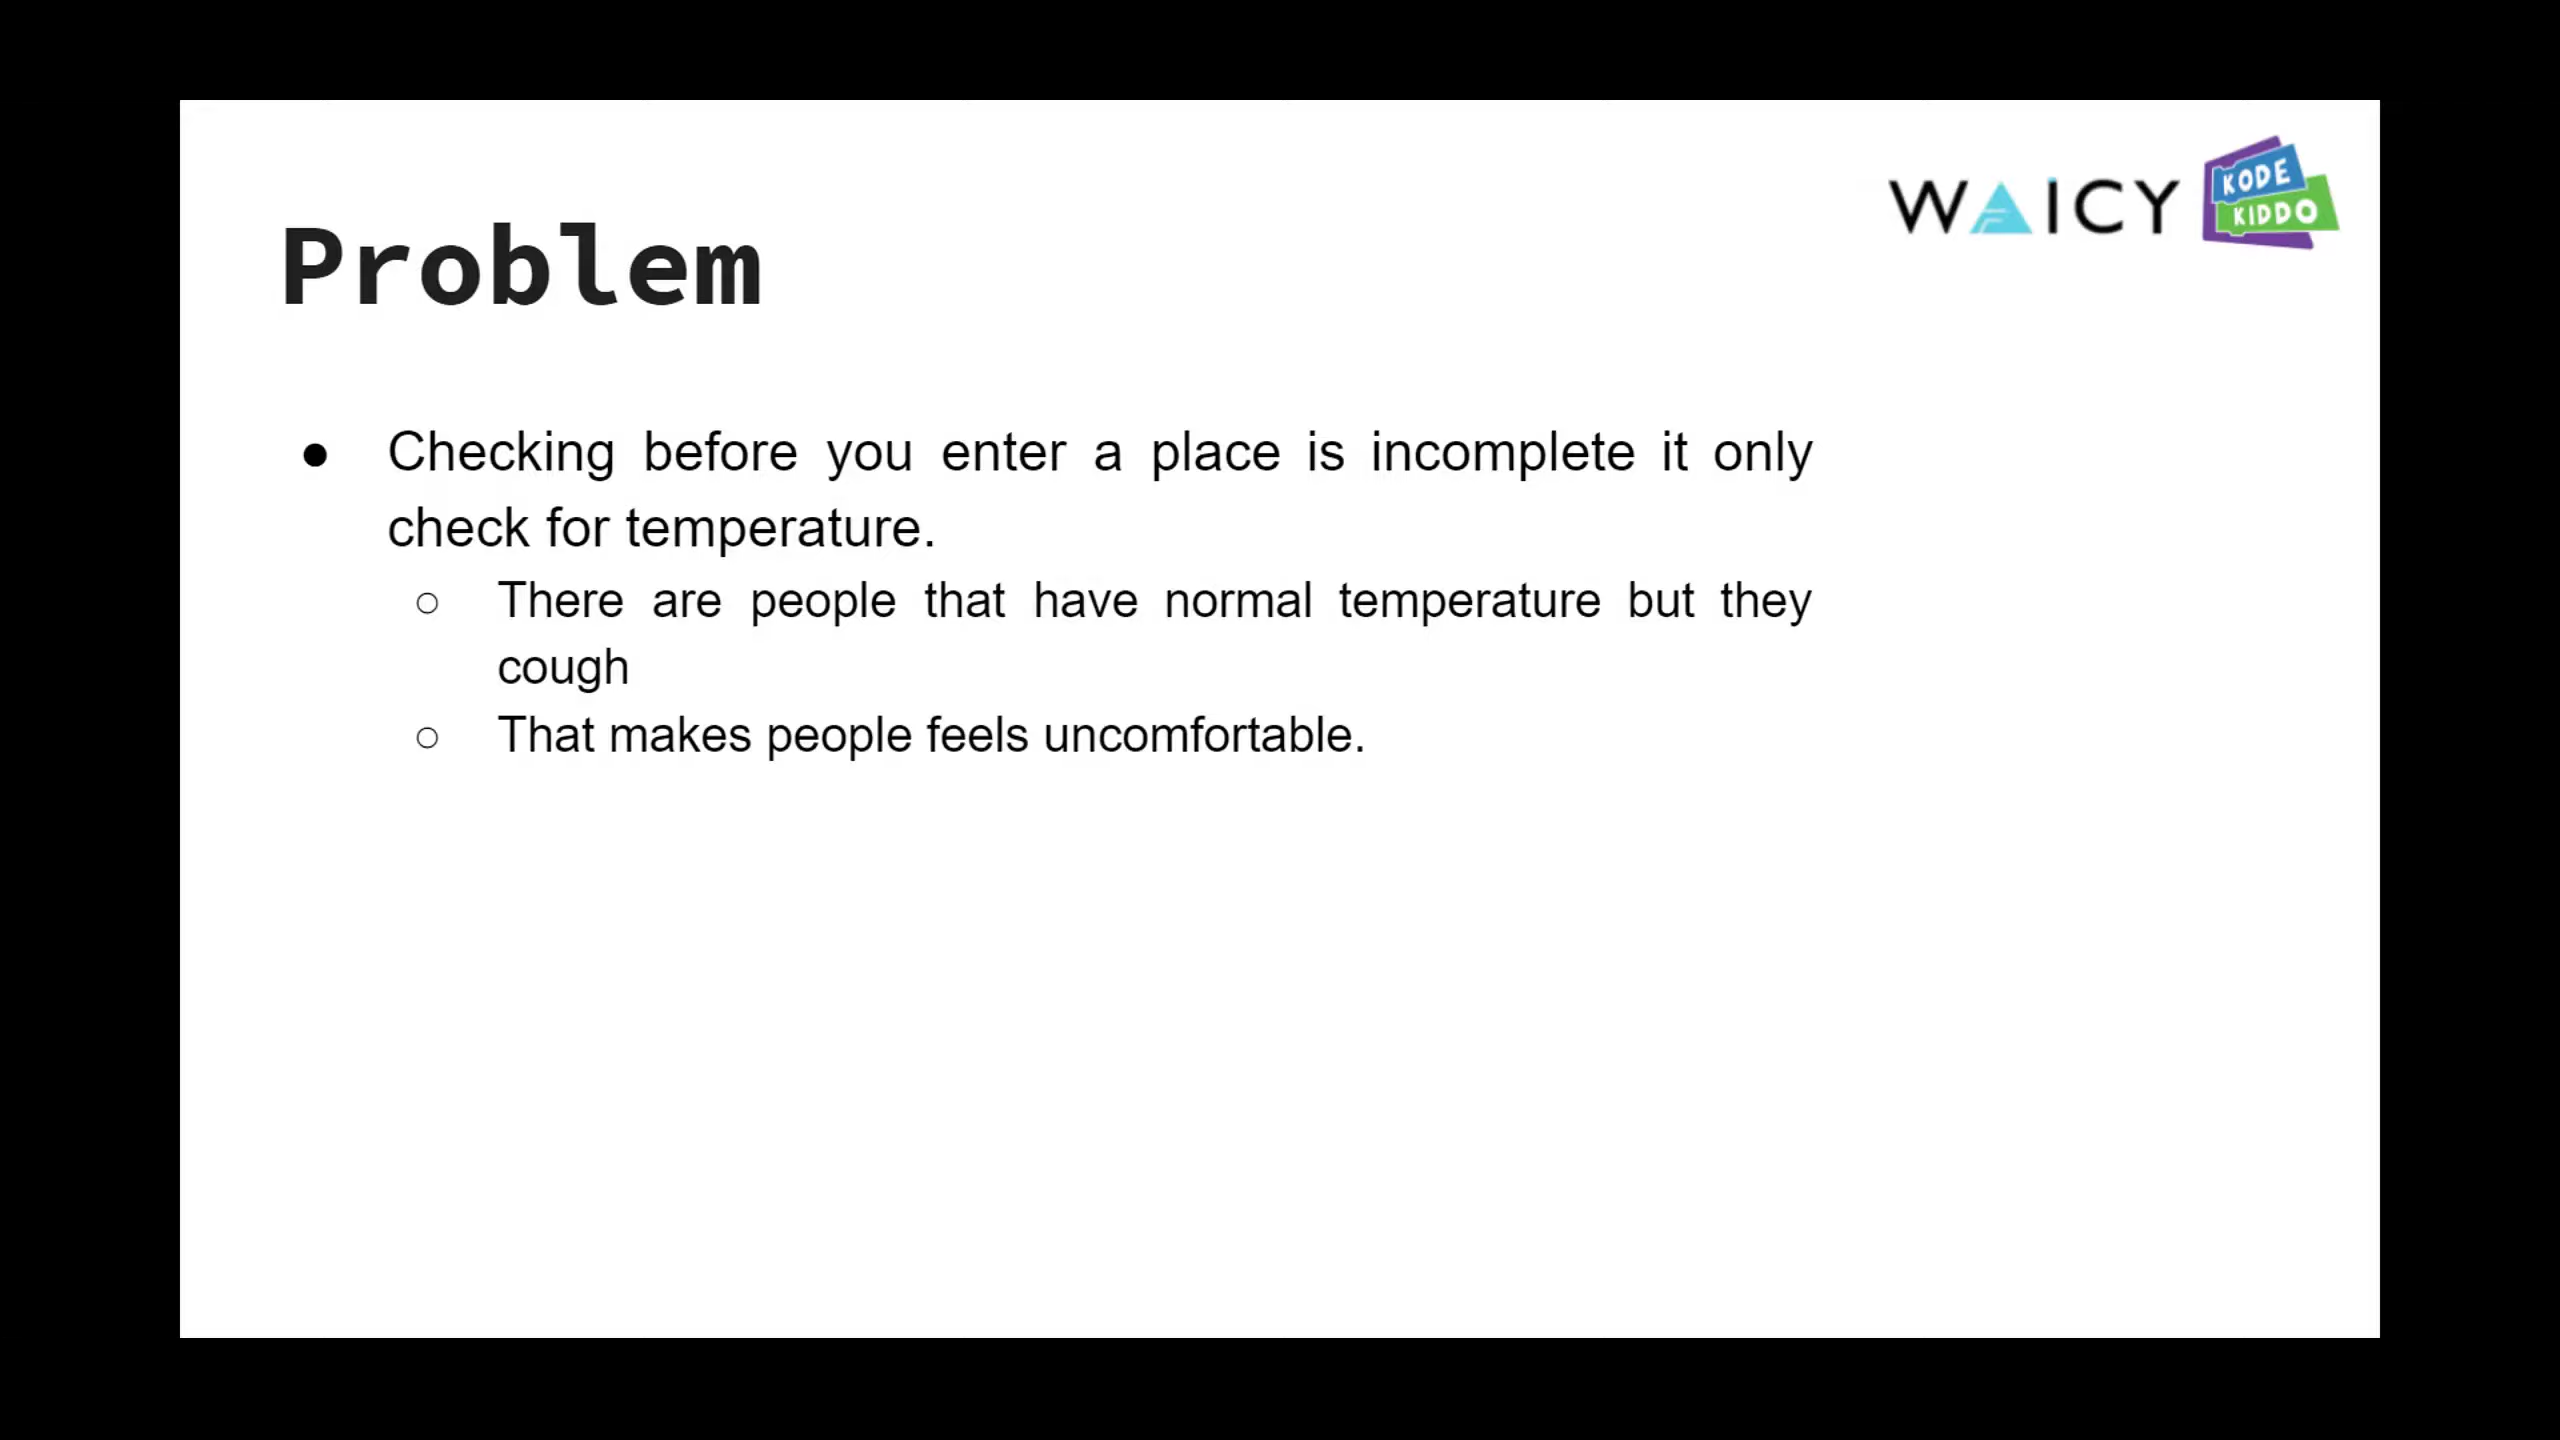 WAICY
KODE
KIDDO
Problem
● Checking before you enter a place is incomplete it only
check for temperature.
○ There are people that have normal temperature but they
cough
○ That makes people feels uncomfortable.